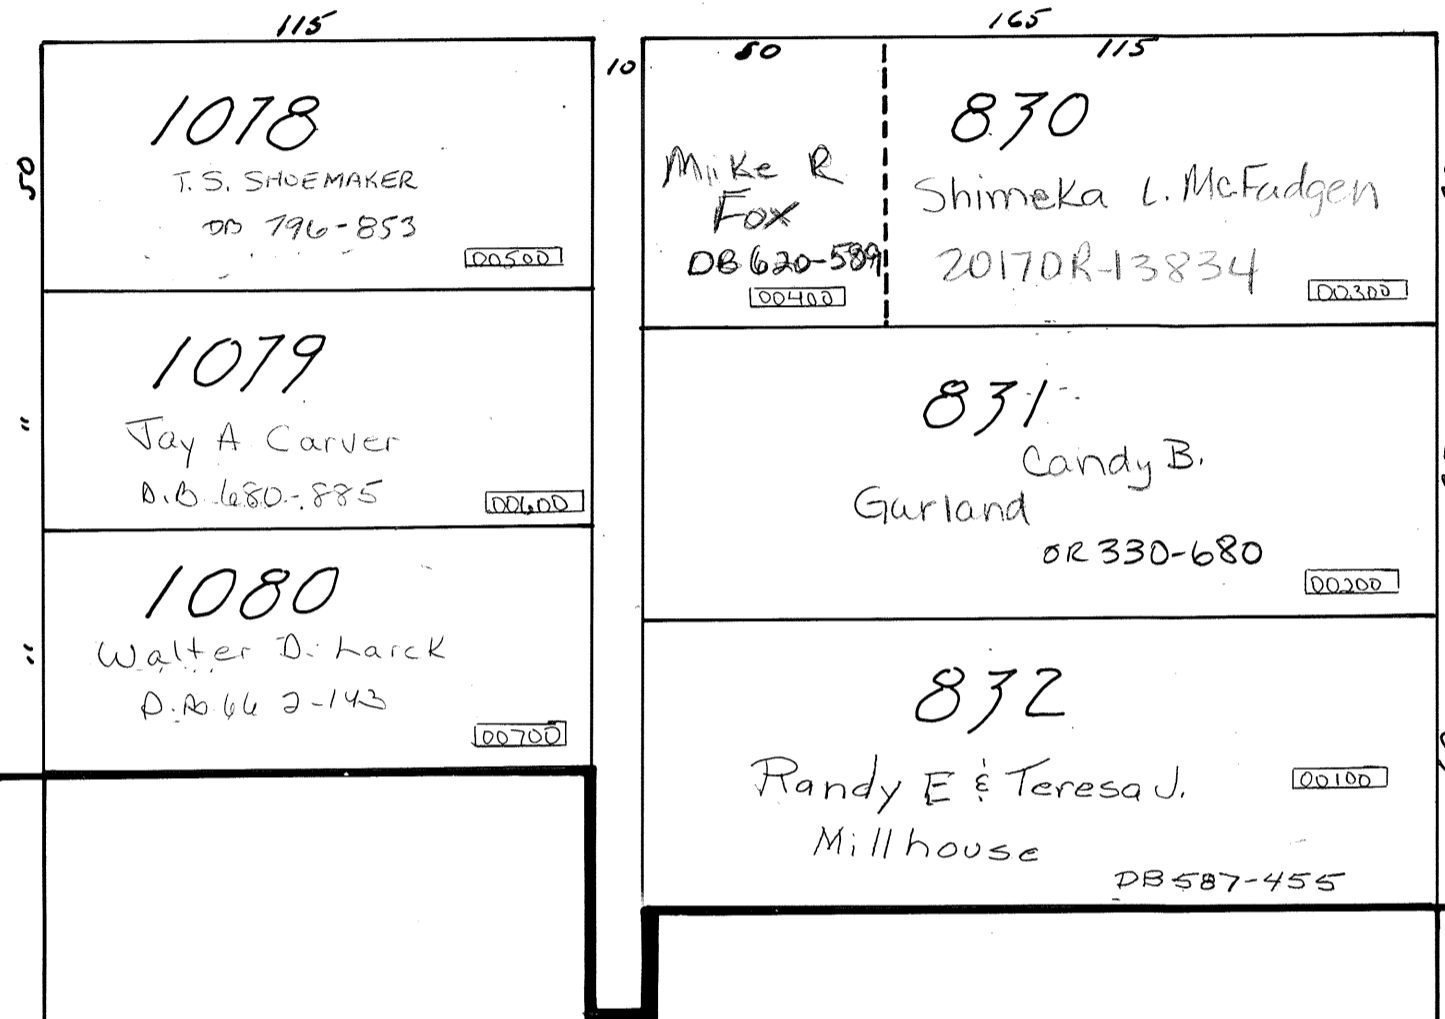 115
50
1078
T. S. SHOEMAKER
DB 796-853
00500
"
1079
Jay A Carver
D.B. 680-885
00600
"
1080
Walter D. Larck
D.B. 662-143
00700
10
165
50
115
Mike R
Fox
DB 620-589
00400
830
Shimeka L. McFadgen
2017OR-13834
00300
831
Candy B.
Garland
OR 330-680
00200
832
Randy E & Teresa J.
Millhouse
00100
DB 587-455